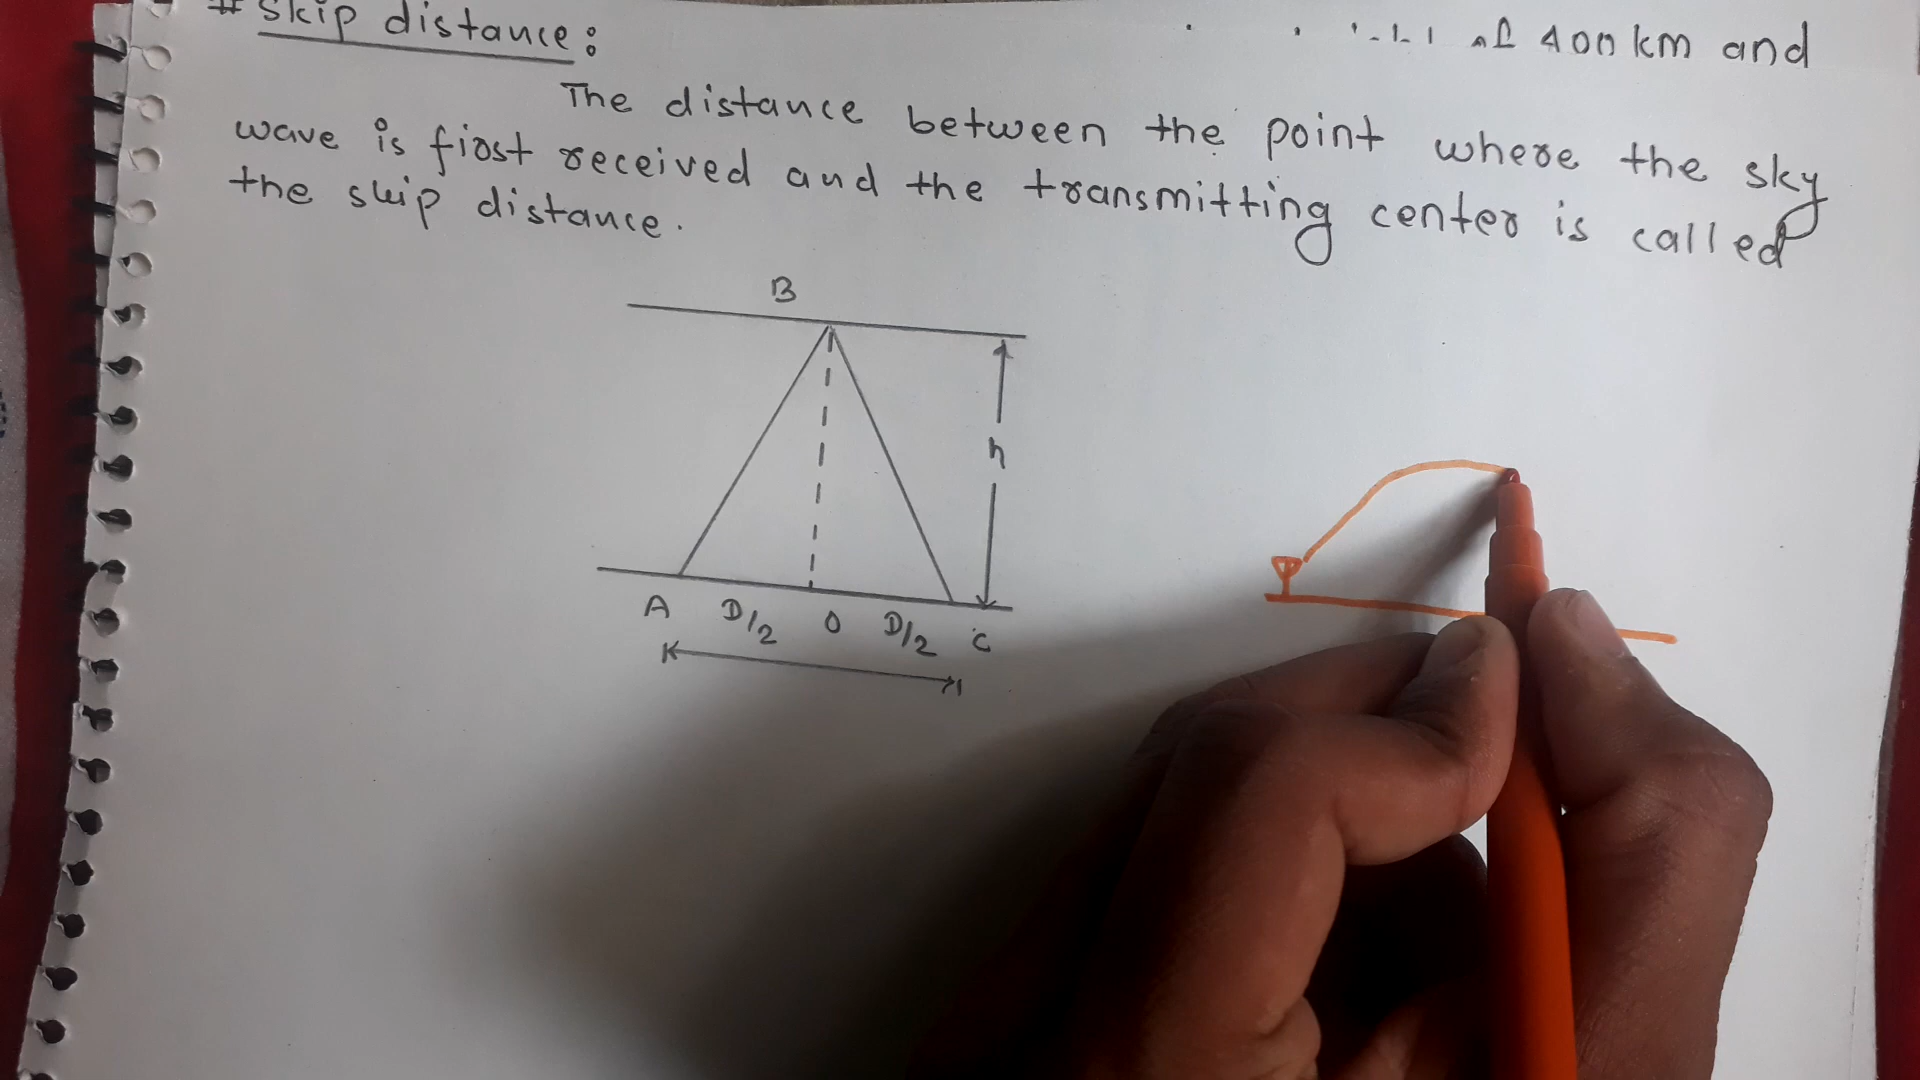 # Skip distance:
of 400 km and
The distance between the point where the sky
wave is first received and the transmitting center is called
the skip distance.
B
h
A D/2 O D/2 C